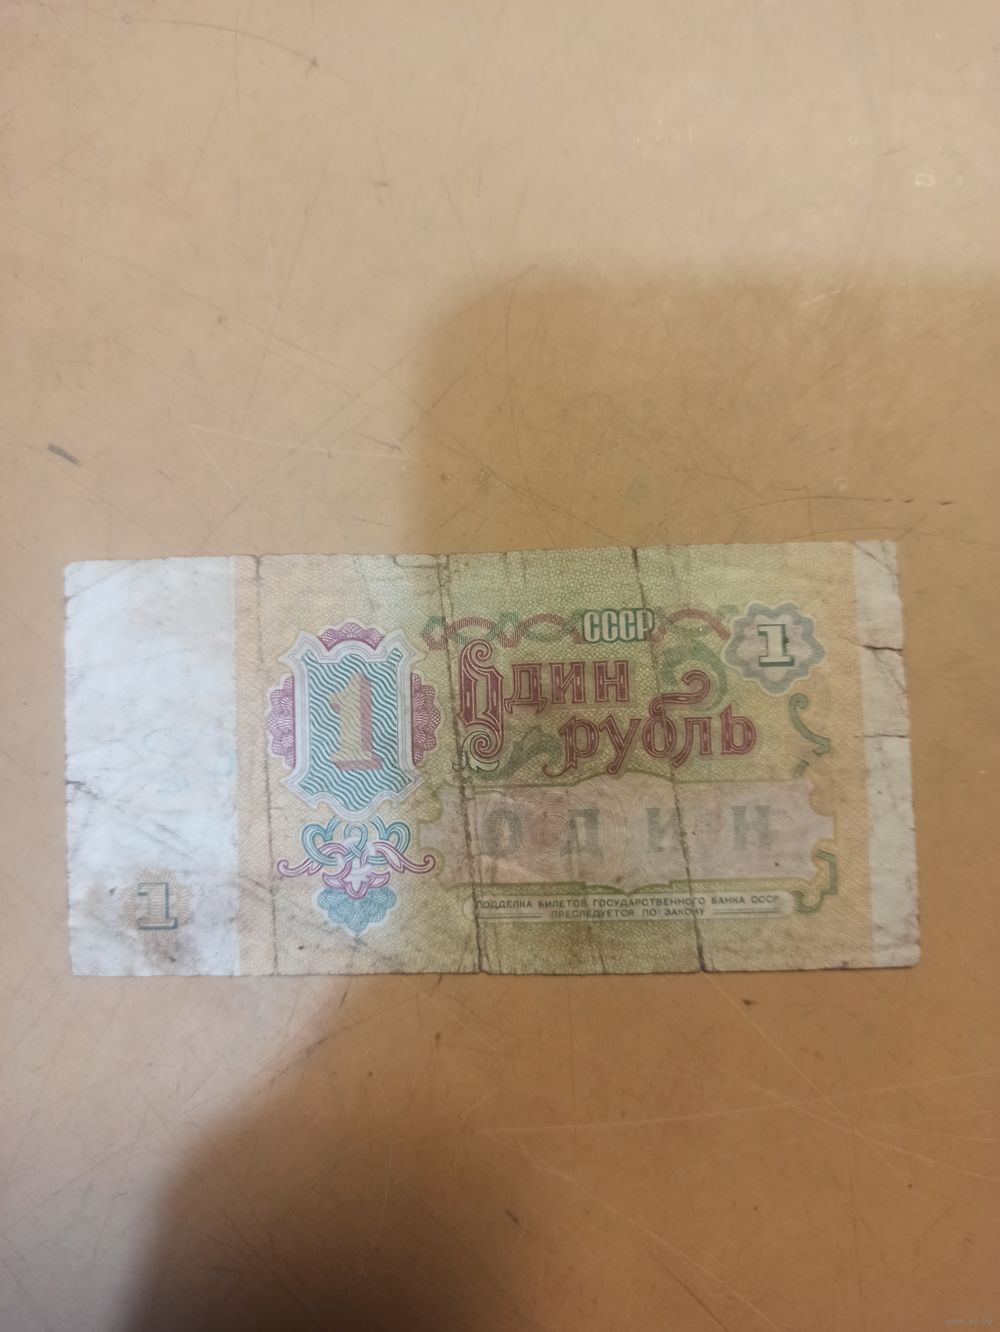 СССР
1
Один
рубль
1
ОДИН
1
ПОДДЕЛКА БИЛЕТОВ ГОСУДАРСТВЕННОГО БАНКА СССР
ПРЕСЛЕДУЕТСЯ ПО ЗАКОНУ